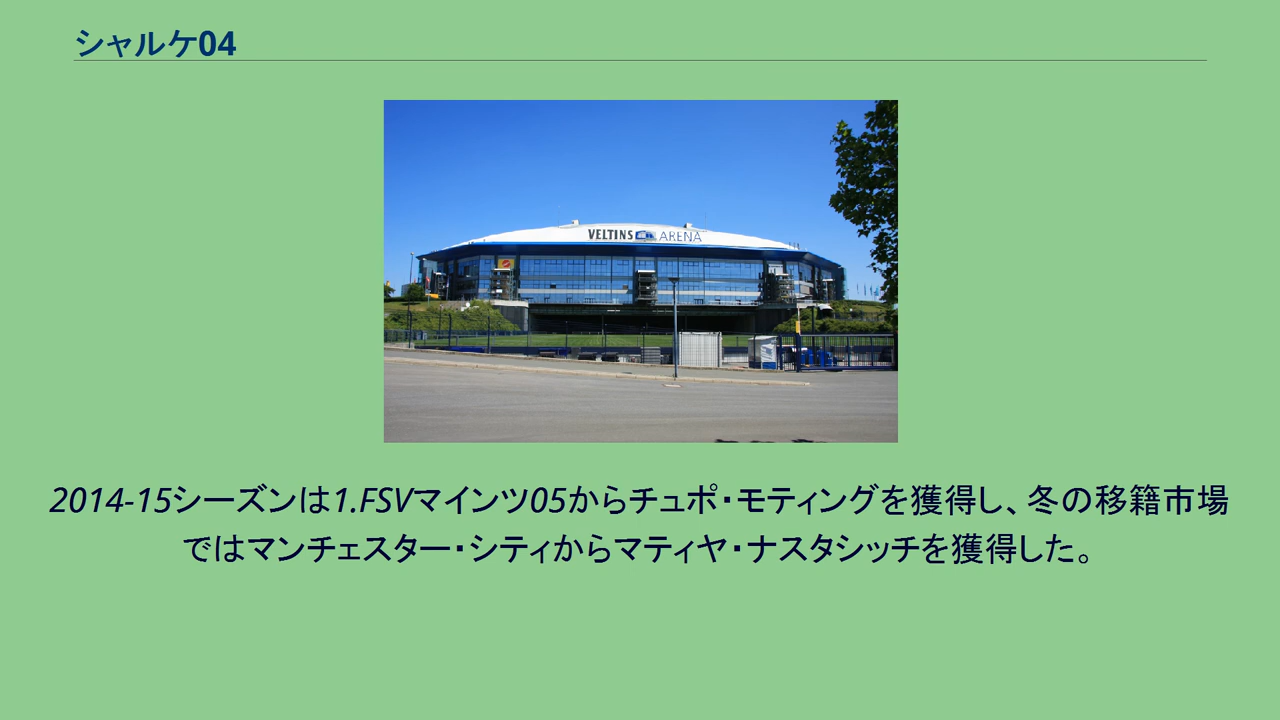 シャルケ04
VELTINS ARENA
2014-15シーズンは1.FSVマインツ05からチュポ・モティングを獲得し、冬の移籍市場
ではマンチェスター・シティからマティヤ・ナスタシッチを獲得した。